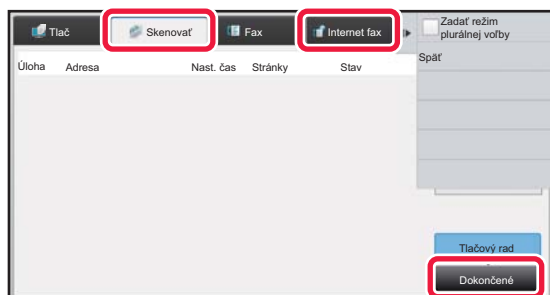 Tlač
Skenovať
Fax
Internet fax
Zadať režim
plurálnej voľby
Späť
Úloha Adresa Nast. čas Stránky Stav
Tlačový rad
Dokončené